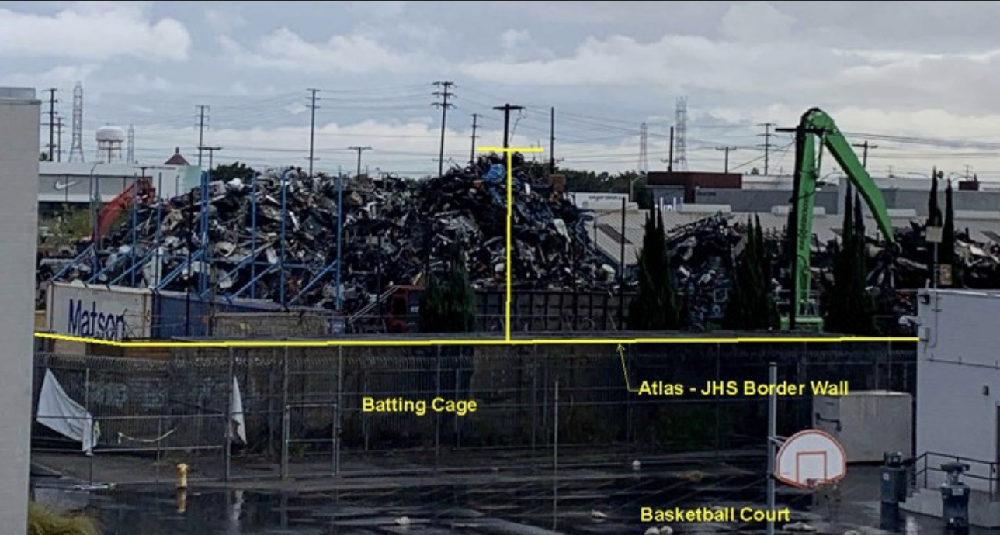 Matson
Atlas - JHS Border Wall
Batting Cage
Basketball Court